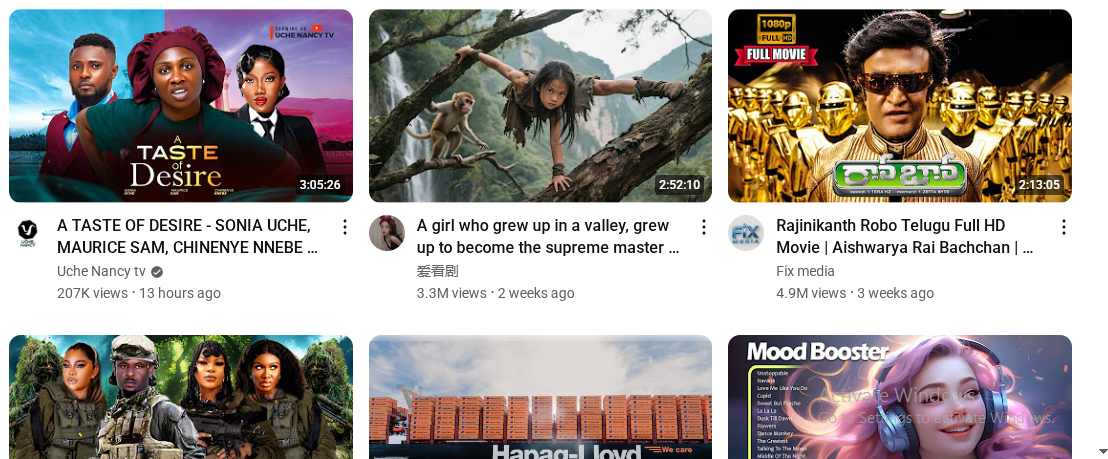 UCHE NANCY TV
A
TASTE
of
Desire
3:05:26
2:52:10
1080p
FULL HD
FULL MOVIE
రోబో
2:13:05
A TASTE OF DESIRE - SONIA UCHE,
MAURICE SAM, CHINENYE NNEBE ...
Uche Nancy tv
207K views • 13 hours ago
A girl who grew up in a valley, grew
up to become the supreme master ...
爱看剧
3.3M views • 2 weeks ago
FiX
MEDIA
Rajinikanth Robo Telugu Full HD
Movie | Aishwarya Rai Bachchan | ...
Fix media
4.9M views • 3 weeks ago
Hapag-Lloyd
We care
Mood Booster
Unstoppable
Havana
Love Me Like You Do
Cupid
Sweet But Psycho
La La La
Dusk Till Dawn
Flowers
Dance Monkey
The Greatest
Talking To The Moon
Middle Of The Night
Activate Windows
Go to Settings to activate Windows.